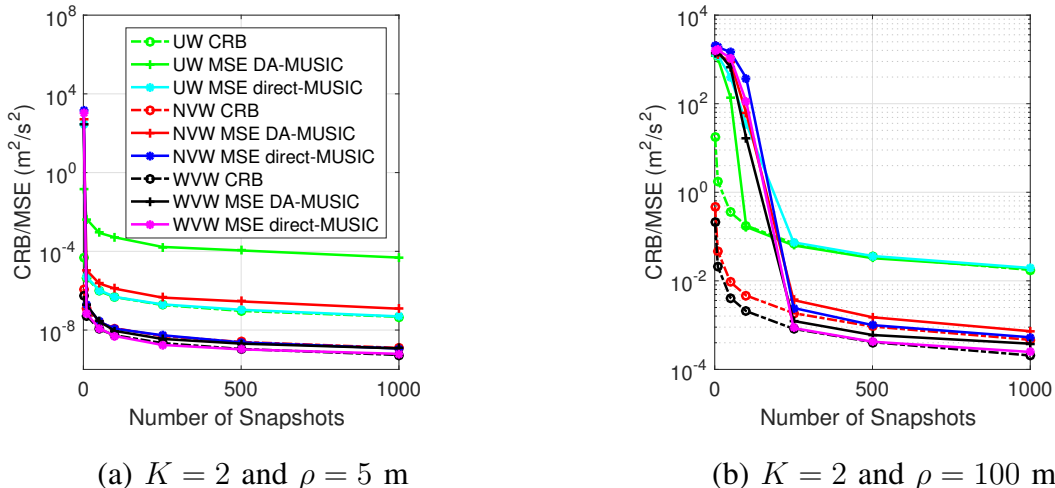 10^8
10^4
10^0
10^-4
10^-8
CRB/MSE (m^2/s^2)
UW CRB
UW MSE DA-MUSIC
UW MSE direct-MUSIC
NVW CRB
NVW MSE DA-MUSIC
NVW MSE direct-MUSIC
WVW CRB
WVW MSE DA-MUSIC
WVW MSE direct-MUSIC
0 500 1000
Number of Snapshots
(a) K = 2 and ρ = 5 m
10^4
10^2
10^0
10^-2
10^-4
CRB/MSE (m^2/s^2)
0 500 1000
Number of Snapshots
(b) K = 2 and ρ = 100 m